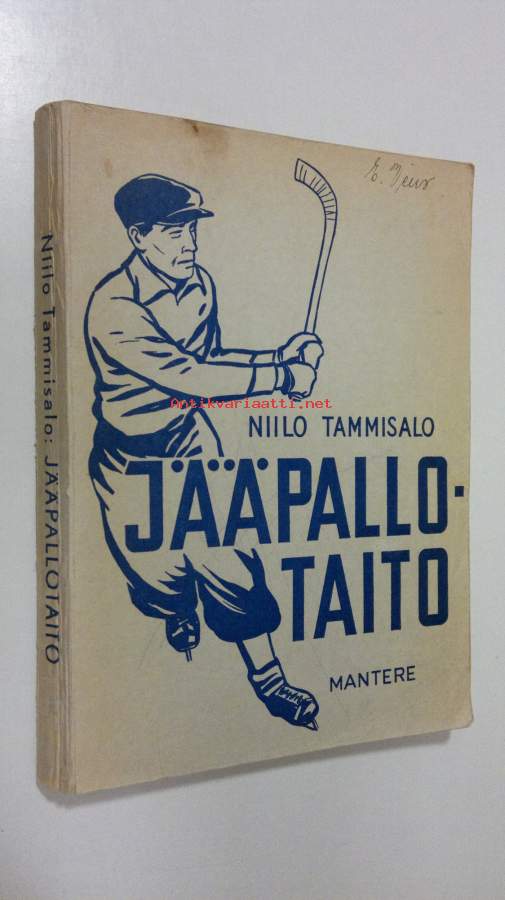 Niilo Tammisalo: JÄÄPALLOTAITO
E.
Antikvariaatti.net
NIILO TAMMISALO
JÄÄPALLO-
TAITO
MANTERE